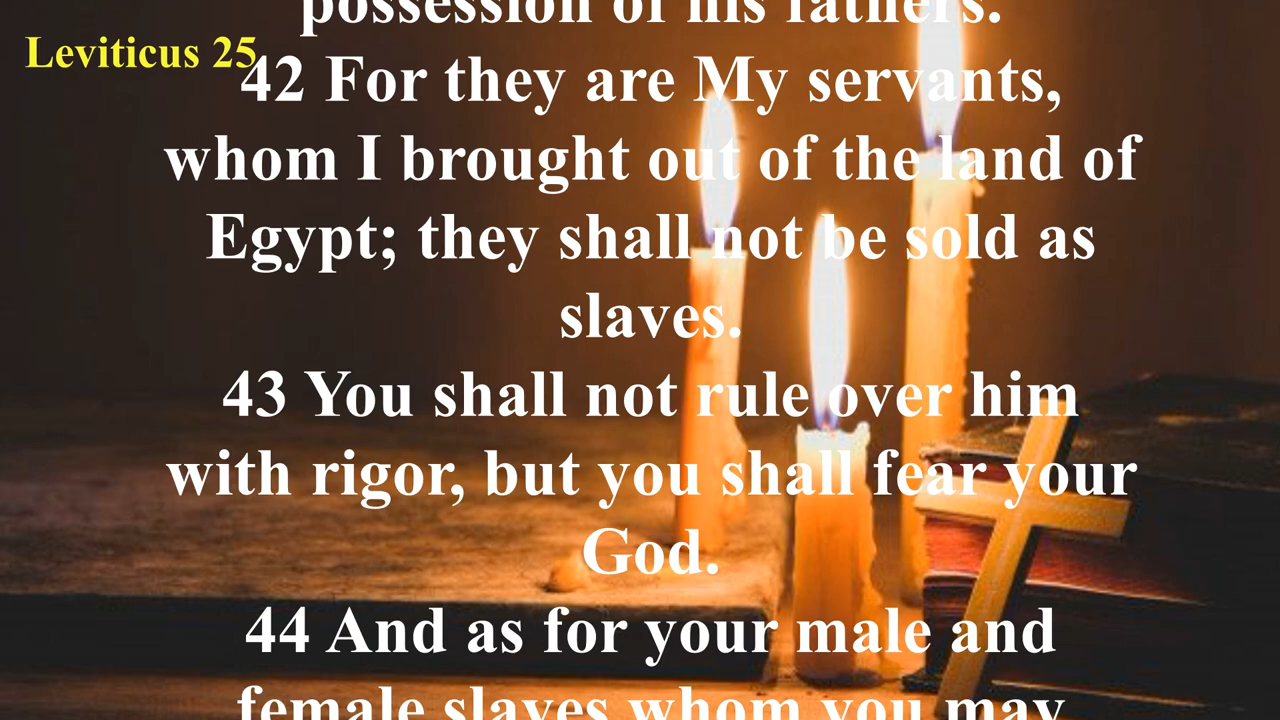 possession of his fathers.
Leviticus 25
42 For they are My servants,
whom I brought out of the land of
Egypt; they shall not be sold as
slaves.
43 You shall not rule over him
with rigor, but you shall fear your
God.
44 And as for your male and
female slaves whom you may